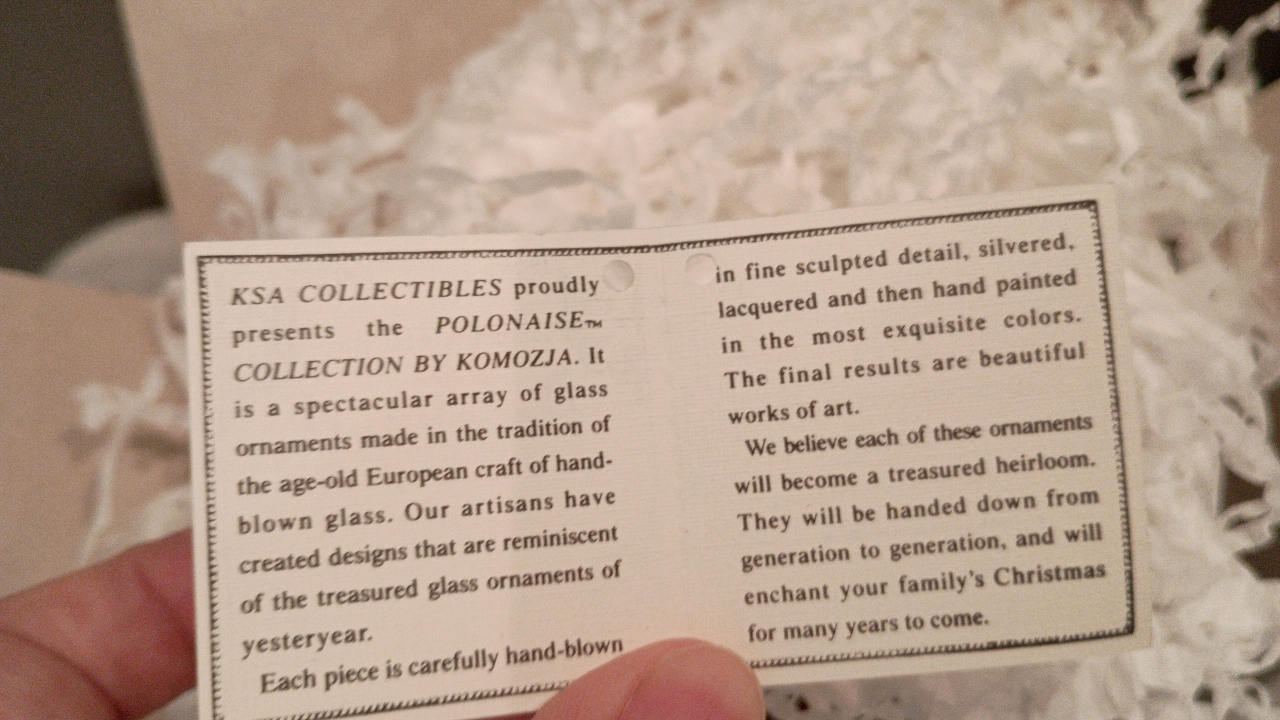 KSA COLLECTIBLES proudly
presents the POLONAISE™
COLLECTION BY KOMOZJA. It
is a spectacular array of glass
ornaments made in the tradition of
the age-old European craft of hand-
blown glass. Our artisans have
created designs that are reminiscent
of the treasured glass ornaments of
yesteryear.
Each piece is carefully hand-blown
in fine sculpted detail, silvered,
lacquered and then hand painted
in the most exquisite colors.
The final results are beautiful
works of art.
We believe each of these ornaments
will become a treasured heirloom.
They will be handed down from
generation to generation, and will
enchant your family's Christmas
for many years to come.